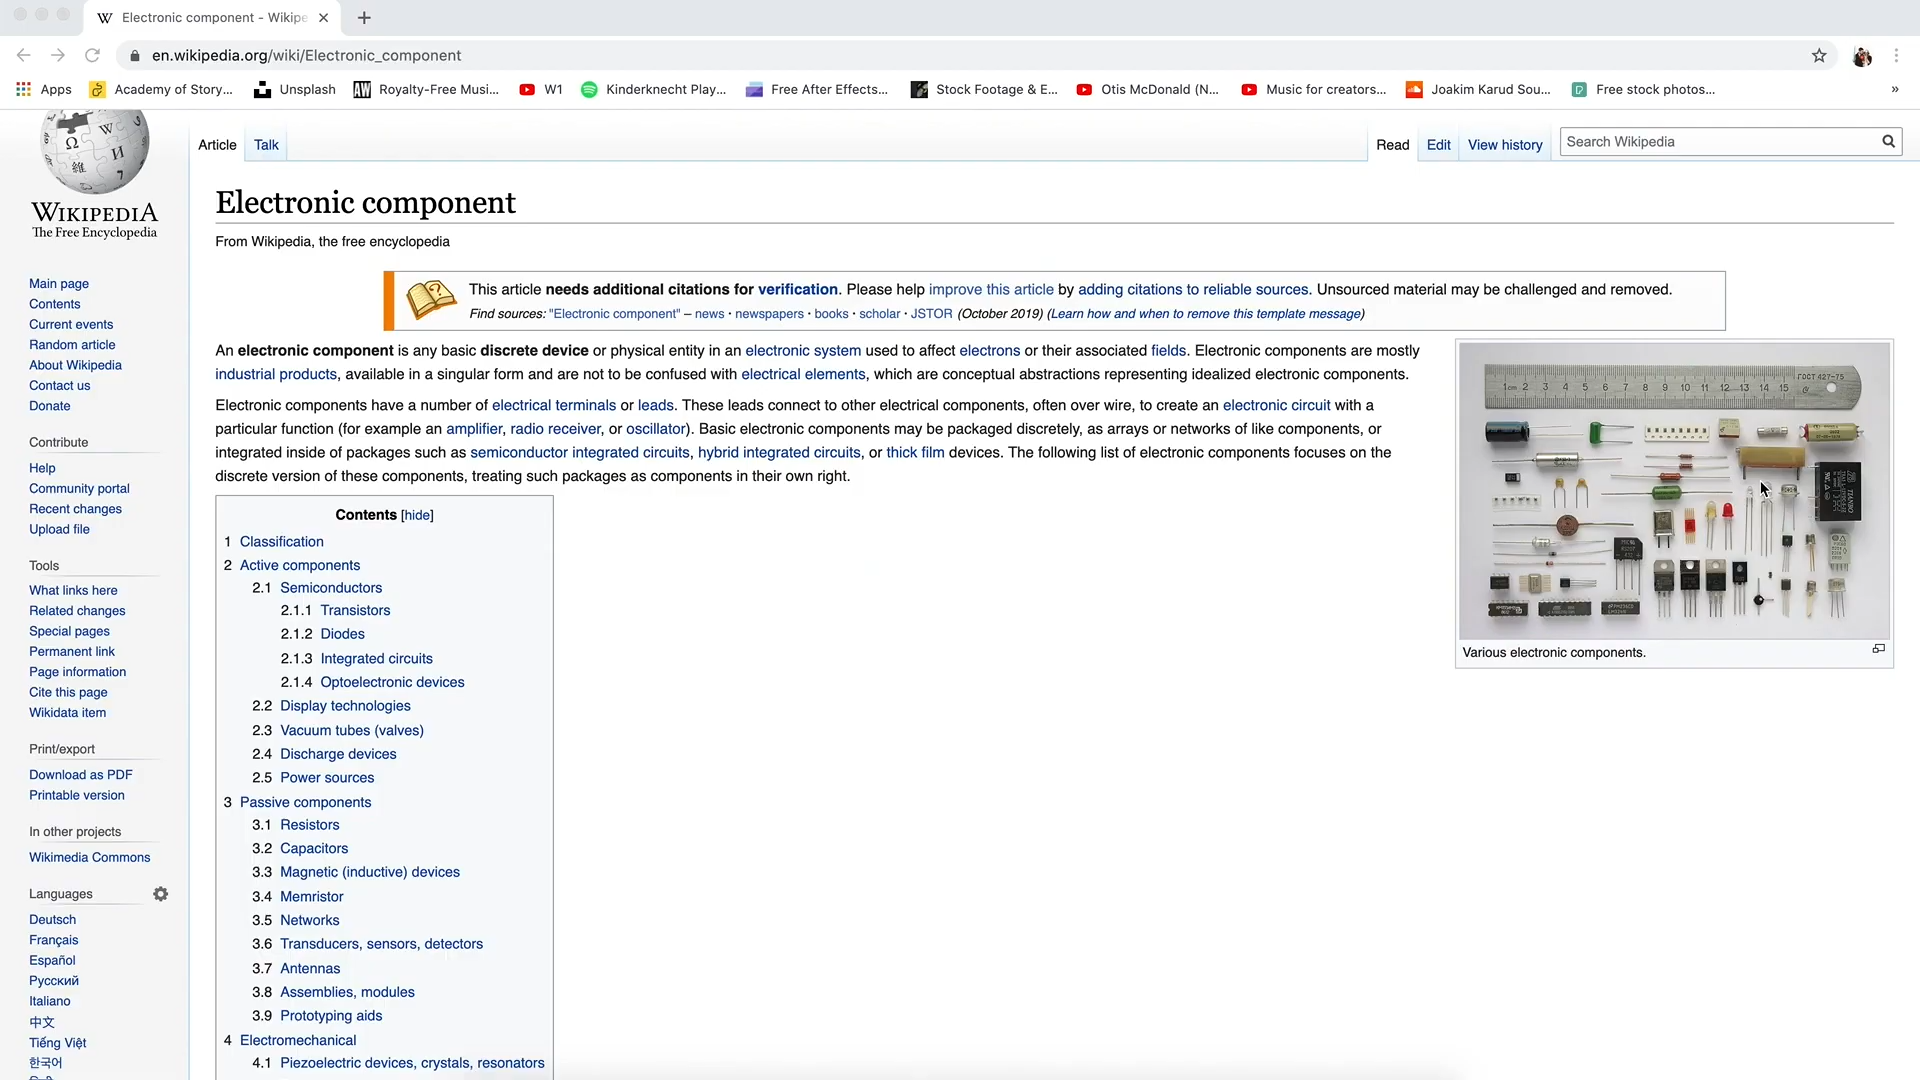 Electronic component - Wikipe
en.wikipedia.org/wiki/Electronic_component
Apps
Academy of Story...
Unsplash
AW
Royalty-Free Musi...
W1
Kinderknecht Play...
Free After Effects...
Stock Footage & E...
Otis McDonald (N...
Music for creators...
Joakim Karud Sou...
Free stock photos...
»
WIKIPEDIA
The Free Encyclopedia
Main page
Contents
Current events
Random article
About Wikipedia
Contact us
Donate
Contribute
Help
Community portal
Recent changes
Upload file
Tools
What links here
Related changes
Special pages
Permanent link
Page information
Cite this page
Wikidata item
Print/export
Download as PDF
Printable version
In other projects
Wikimedia Commons
Languages
Deutsch
Français
Español
Русский
Italiano
中文
Tiếng Việt
한국어
Article
Talk
Read
Edit
View history
Search Wikipedia
Electronic component
From Wikipedia, the free encyclopedia
This article needs additional citations for verification. Please help improve this article by adding citations to reliable sources. Unsourced material may be challenged and removed.
Find sources: "Electronic component" – news · newspapers · books · scholar · JSTOR (October 2019) (Learn how and when to remove this template message)
An electronic component is any basic discrete device or physical entity in an electronic system used to affect electrons or their associated fields. Electronic components are mostly
industrial products, available in a singular form and are not to be confused with electrical elements, which are conceptual abstractions representing idealized electronic components.
Electronic components have a number of electrical terminals or leads. These leads connect to other electrical components, often over wire, to create an electronic circuit with a
particular function (for example an amplifier, radio receiver, or oscillator). Basic electronic components may be packaged discretely, as arrays or networks of like components, or
integrated inside of packages such as semiconductor integrated circuits, hybrid integrated circuits, or thick film devices. The following list of electronic components focuses on the
discrete version of these components, treating such packages as components in their own right.
Contents [hide]
1 Classification
2 Active components
2.1 Semiconductors
2.1.1 Transistors
2.1.2 Diodes
2.1.3 Integrated circuits
2.1.4 Optoelectronic devices
2.2 Display technologies
2.3 Vacuum tubes (valves)
2.4 Discharge devices
2.5 Power sources
3 Passive components
3.1 Resistors
3.2 Capacitors
3.3 Magnetic (inductive) devices
3.4 Memristor
3.5 Networks
3.6 Transducers, sensors, detectors
3.7 Antennas
3.8 Assemblies, modules
3.9 Prototyping aids
4 Electromechanical
4.1 Piezoelectric devices, crystals, resonators
1cm 2 3 4 5 6 7 8 9 10 11 12 13 14 15
ГОСТ 427-75
Various electronic components.